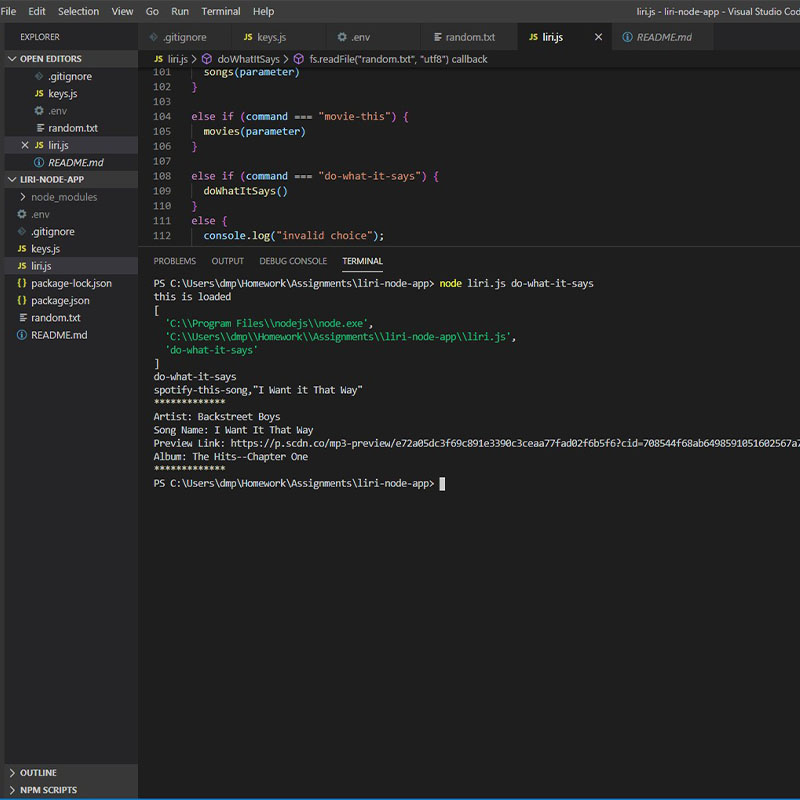 File Edit Selection View Go Run Terminal Help liri.js - liri-node-app - Visual Studio Cod
EXPLORER
OPEN EDITORS
.gitignore
JS keys.js
.env
random.txt
JS liri.js
README.md
LIRI-NODE-APP
node_modules
.env
.gitignore
JS keys.js
JS liri.js
{} package-lock.json
{} package.json
random.txt
README.md
OUTLINE
NPM SCRIPTS
.gitignore JS keys.js .env random.txt JS liri.js README.md
JS liri.js > doWhatItSays > fs.readFile("random.txt", "utf8") callback
101 songs(parameter)
102 }
103
104 else if (command === "movie-this") {
105 movies(parameter)
106 }
107
108 else if (command === "do-what-it-says") {
109 doWhatItSays()
110 }
111 else {
112 console.log("invalid choice");
PROBLEMS OUTPUT DEBUG CONSOLE TERMINAL
PS C:\Users\dmp\Homework\Assignments\liri-node-app> node liri.js do-what-it-says
this is loaded
[
'C:\\Program Files\\nodejs\\node.exe',
'C:\\Users\\dmp\\Homework\\Assignments\\liri-node-app\\liri.js',
'do-what-it-says'
]
do-what-it-says
spotify-this-song,"I Want it That Way"
*************
Artist: Backstreet Boys
Song Name: I Want It That Way
Preview Link: https://p.scdn.co/mp3-preview/e72a05dc3f69c891e3390c3ceaa77fad02f6b5f6?cid=708544f68ab6498591051602567a7
Album: The Hits--Chapter One
*************
PS C:\Users\dmp\Homework\Assignments\liri-node-app>